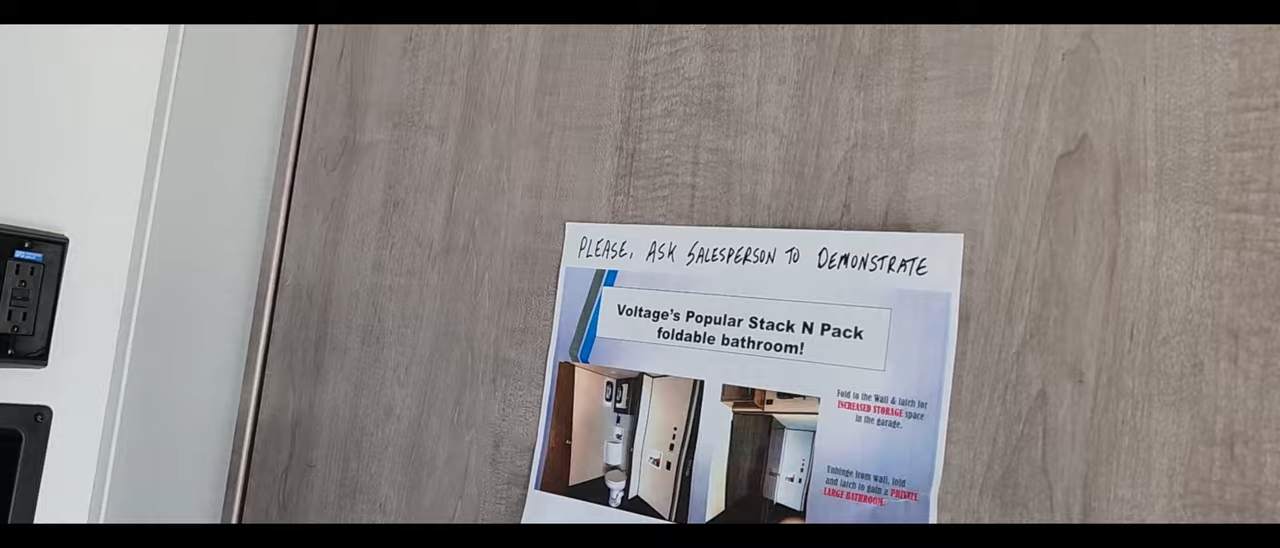 PLEASE, ASK SALESPERSON TO DEMONSTRATE
Voltage's Popular Stack N Pack
foldable bathroom!
Fold to the Wall & latch for
INCREASED STORAGE space
in the garage.
Unhinge from wall, fold
and latch to gain a PRIVATE
LARGE BATHROOM.